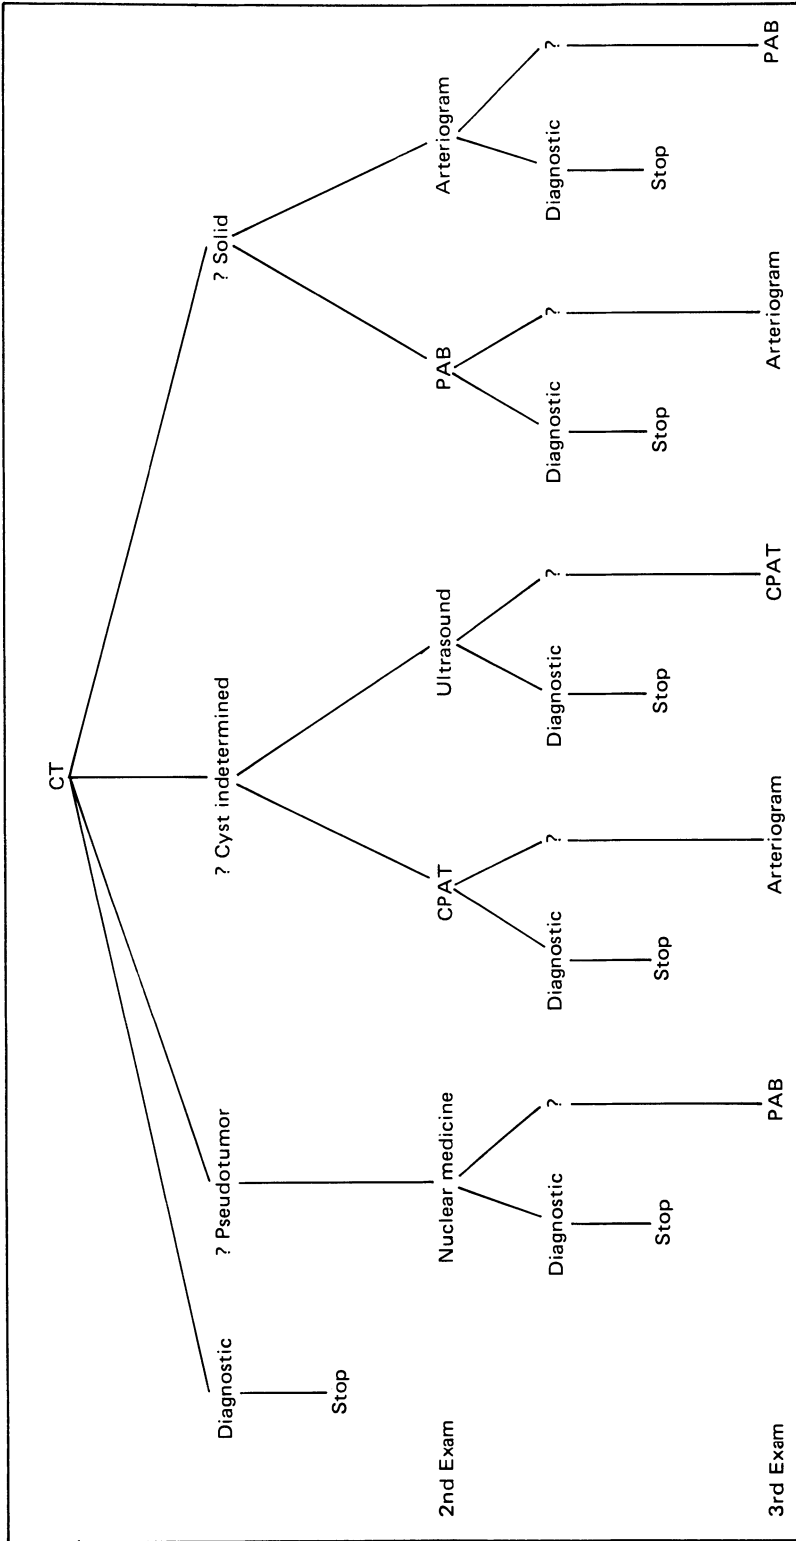 CT
Diagnostic
? Pseudotumor
? Cyst indetermined
? Solid
Stop
2nd Exam
Nuclear medicine
CPAT
Ultrasound
PAB
Arteriogram
Diagnostic
?
Diagnostic
?
Diagnostic
?
Diagnostic
?
Diagnostic
?
Stop
Stop
Stop
Stop
Stop
3rd Exam
PAB
Arteriogram
CPAT
Arteriogram
PAB